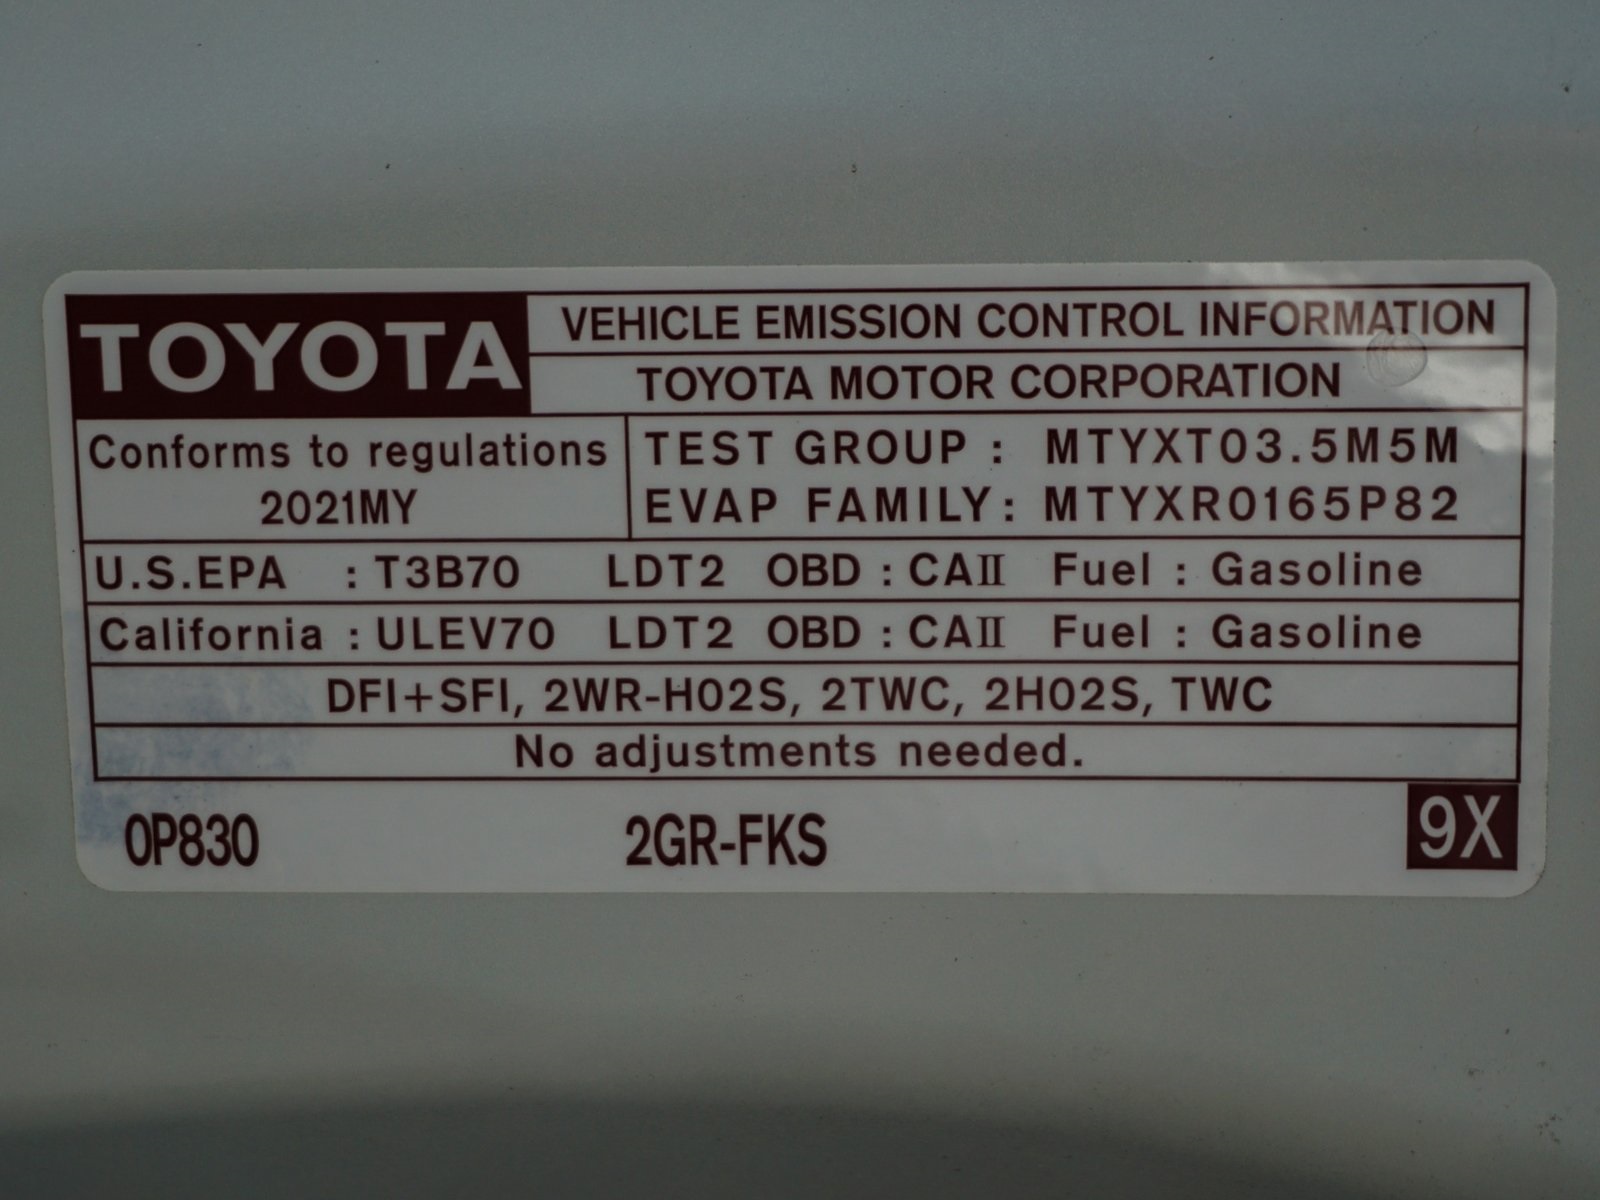 TOYOTA
VEHICLE EMISSION CONTROL INFORMATION
TOYOTA MOTOR CORPORATION
Conforms to regulations
2021MY
TEST GROUP : MTYXT03.5M5M
EVAP FAMILY : MTYXR0165P82
U.S.EPA : T3B70 LDT2 OBD : CAII Fuel : Gasoline
California : ULEV70 LDT2 OBD : CAII Fuel : Gasoline
DFI+SFI, 2WR-HO2S, 2TWC, 2HO2S, TWC
No adjustments needed.
0P830 2GR-FKS 9X